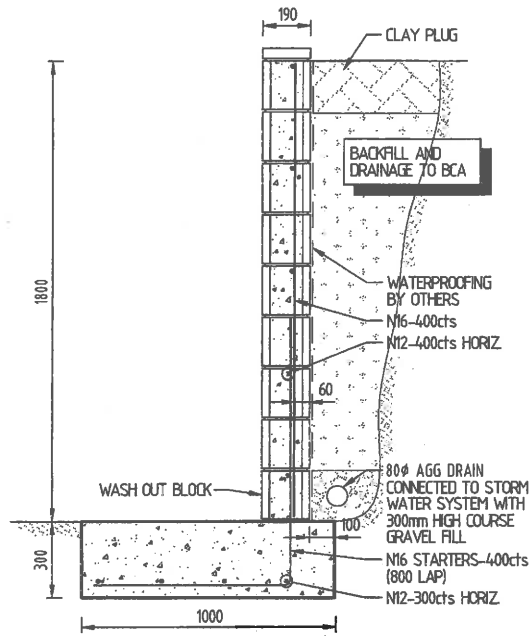 190
CLAY PLUG
BACKFILL AND
DRAINAGE TO BCA
1800
WATERPROOFING
BY OTHERS
N16-400cts
N12-400cts HORIZ.
60
80ø AGG DRAIN
CONNECTED TO STORM
WATER SYSTEM WITH
300mm HIGH COURSE
GRAVEL FILL
WASH OUT BLOCK
100
300
N16 STARTERS-400cts
(800 LAP)
N12-300cts HORIZ.
1000